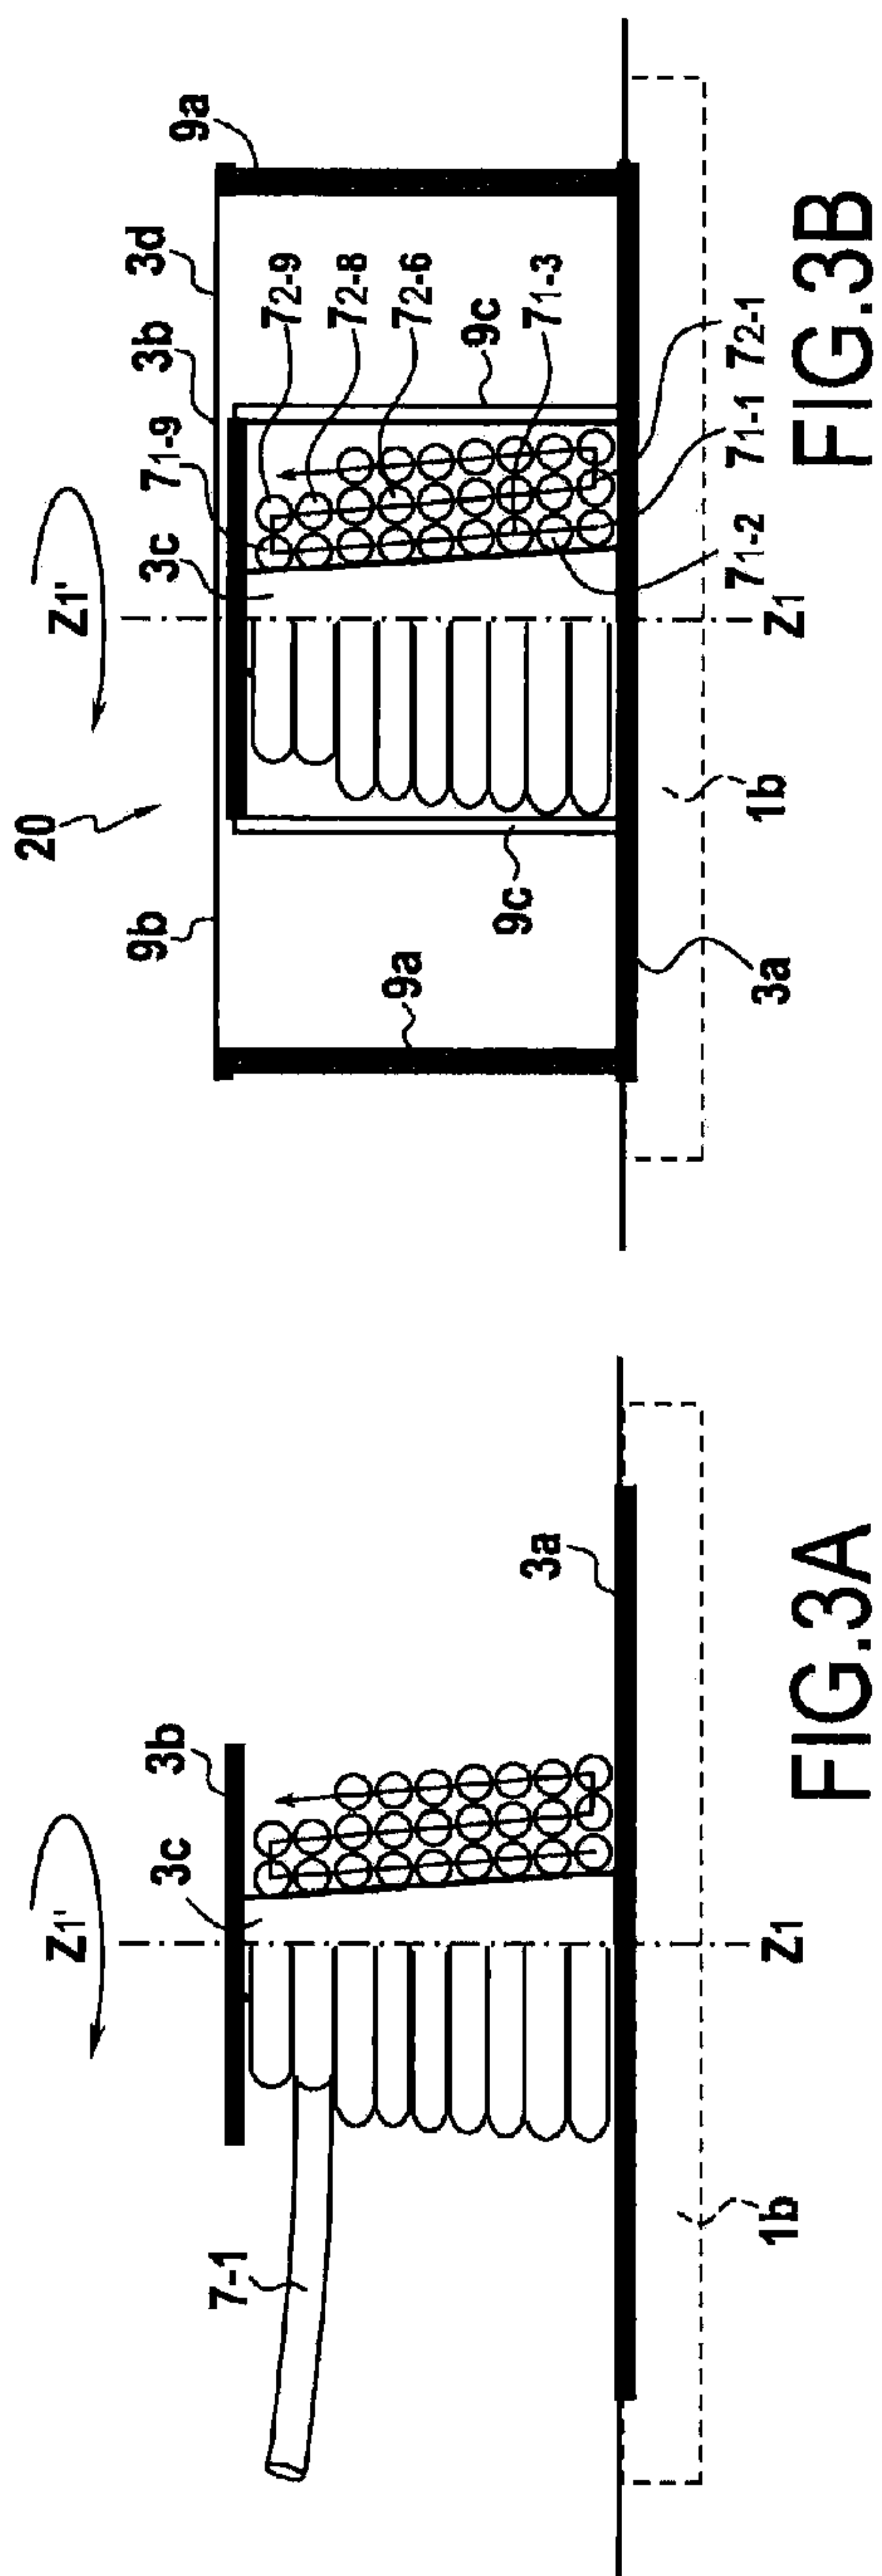 Z1'
3c
3b
7-1
3a
1b
Z1
FIG.3A
20
Z1'
9b
3c
71-9
3b
3d
9a
72-9
72-8
72-6
71-3
9a
9c
9c
3a
1b
Z1
71-2
71-1
72-1
FIG.3B